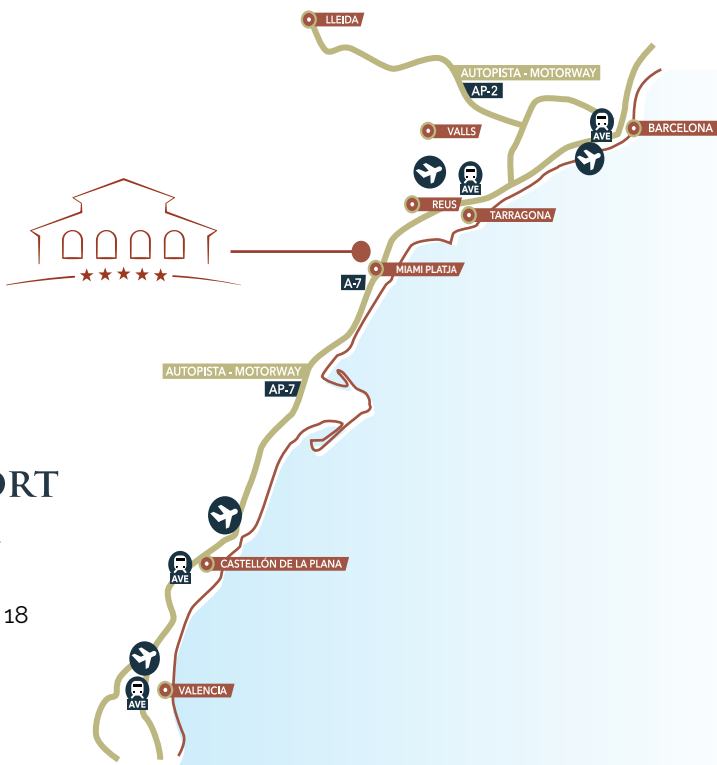 LLEIDA
AUTOPISTA - MOTORWAY
AP-2
VALLS
AVE
BARCELONA
AVE
REUS
TARRAGONA
MIAMI PLATJA
A-7
AUTOPISTA - MOTORWAY
AP-7
ORT
CASTELLÓN DE LA PLANA
AVE
18
VALENCIA
AVE